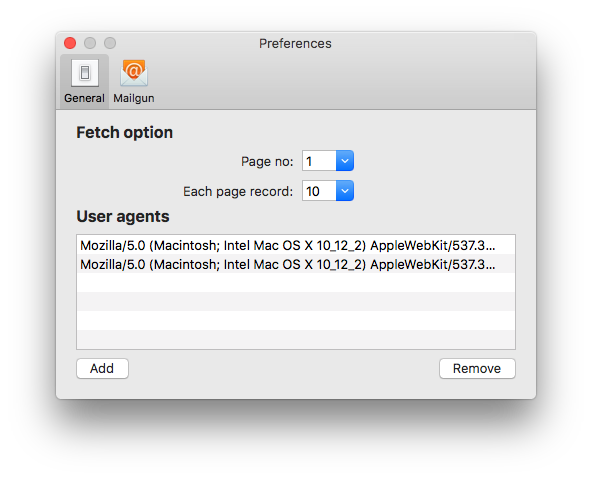 Preferences
General Mailgun
Fetch option
Page no: 1
Each page record: 10
User agents
Mozilla/5.0 (Macintosh; Intel Mac OS X 10_12_2) AppleWebKit/537.3...
Mozilla/5.0 (Macintosh; Intel Mac OS X 10_12_2) AppleWebKit/537.3...
Add Remove